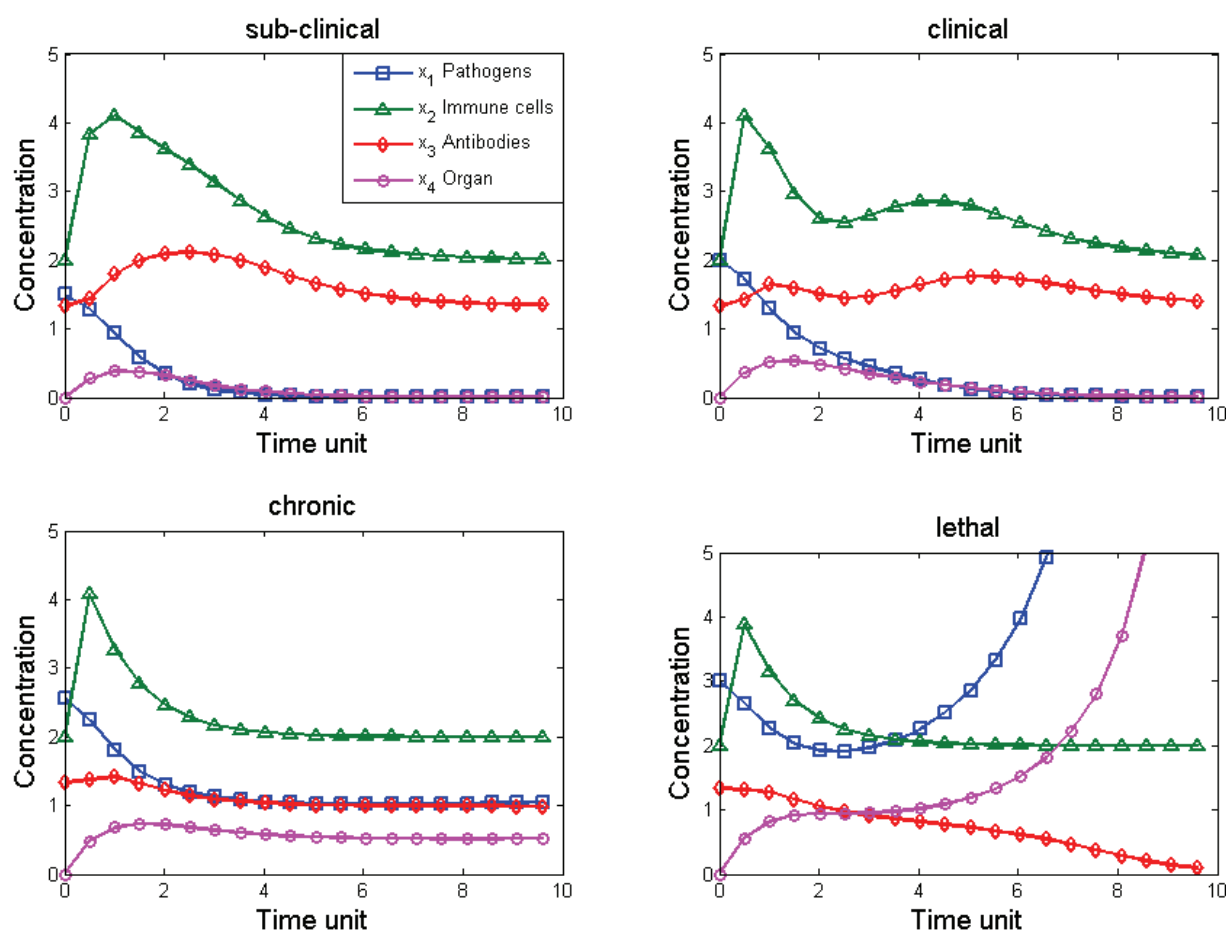 sub-clinical
5
4
3
2
1
0
Concentration
x1 Pathogens
x2 Immune cells
x3 Antibodies
x4 Organ
0 2 4 6 8 10
Time unit
clinical
5
4
3
2
1
0
Concentration
0 2 4 6 8 10
Time unit
chronic
5
4
3
2
1
0
Concentration
0 2 4 6 8 10
Time unit
lethal
5
4
3
2
1
0
Concentration
0 2 4 6 8 10
Time unit